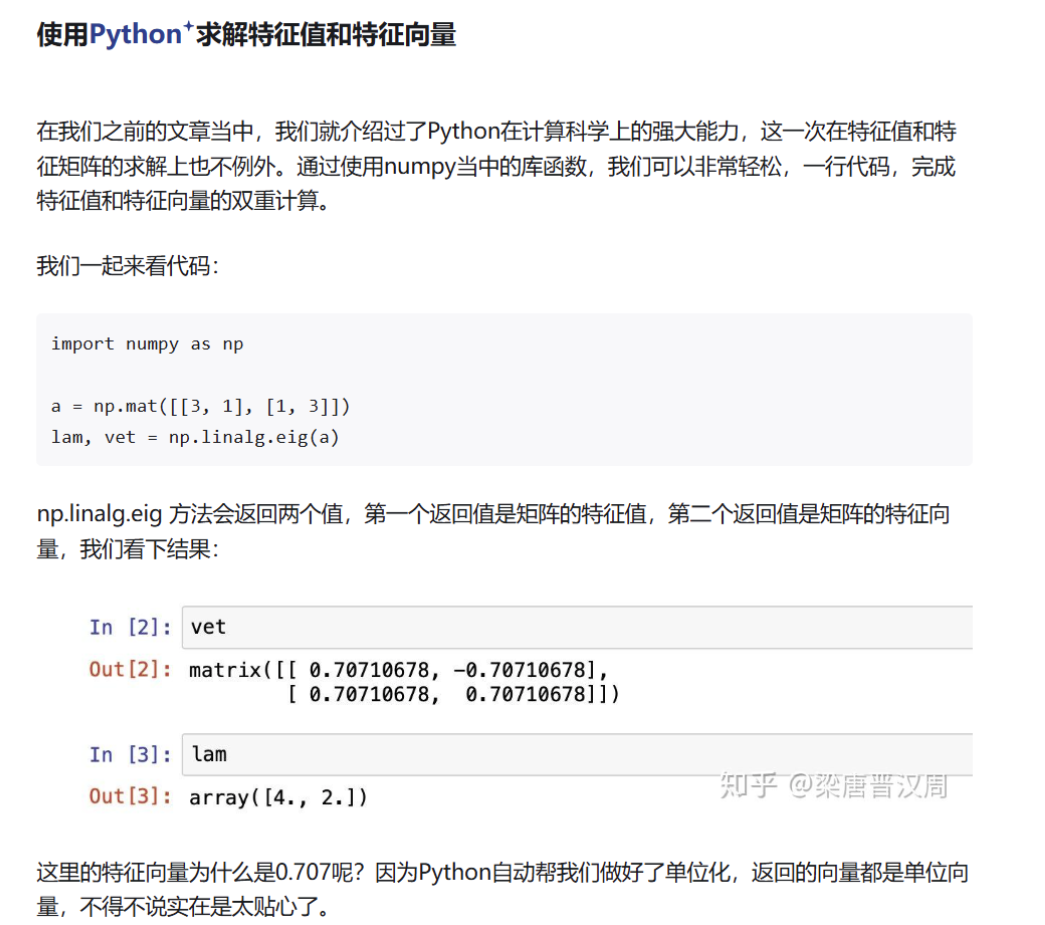 使用Python+求解特征值和特征向量
在我们之前的文章当中，我们就介绍过了Python在计算科学上的强大能力，这一次在特征值和特
征矩阵的求解上也不例外。通过使用numpy当中的库函数，我们可以非常轻松，一行代码，完成
特征值和特征向量的双重计算。
我们一起来看代码：
import numpy as np
a = np.mat([[3, 1], [1, 3]])
lam, vet = np.linalg.eig(a)
np.linalg.eig 方法会返回两个值，第一个返回值是矩阵的特征值，第二个返回值是矩阵的特征向
量，我们看下结果：
In [2]: vet
Out[2]: matrix([[ 0.70710678, -0.70710678],
[ 0.70710678,  0.70710678]])
In [3]: lam
Out[3]: array([4., 2.])
知乎 @梁唐晋汉周
这里的特征向量为什么是0.707呢？因为Python自动帮我们做好了单位化，返回的向量都是单位向
量，不得不说实在是太贴心了。